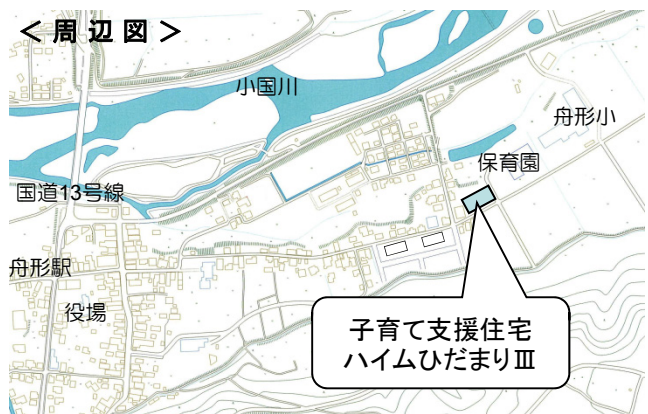 ＜周辺図＞
小国川
舟形小
保育園
国道13号線
舟形駅
役場
子育て支援住宅
ハイムひだまりⅢ